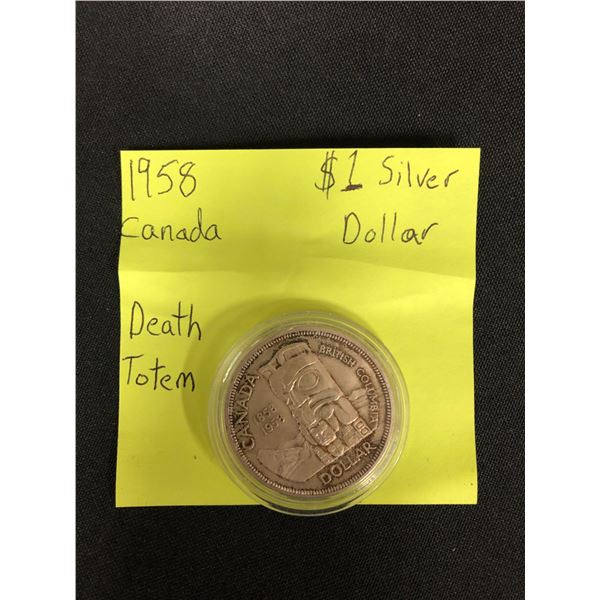 1958
Canada
$1 Silver
Dollar
Death
Totem
CANADA
BRITISH COLUMBIA
1858
1958
DOLLAR